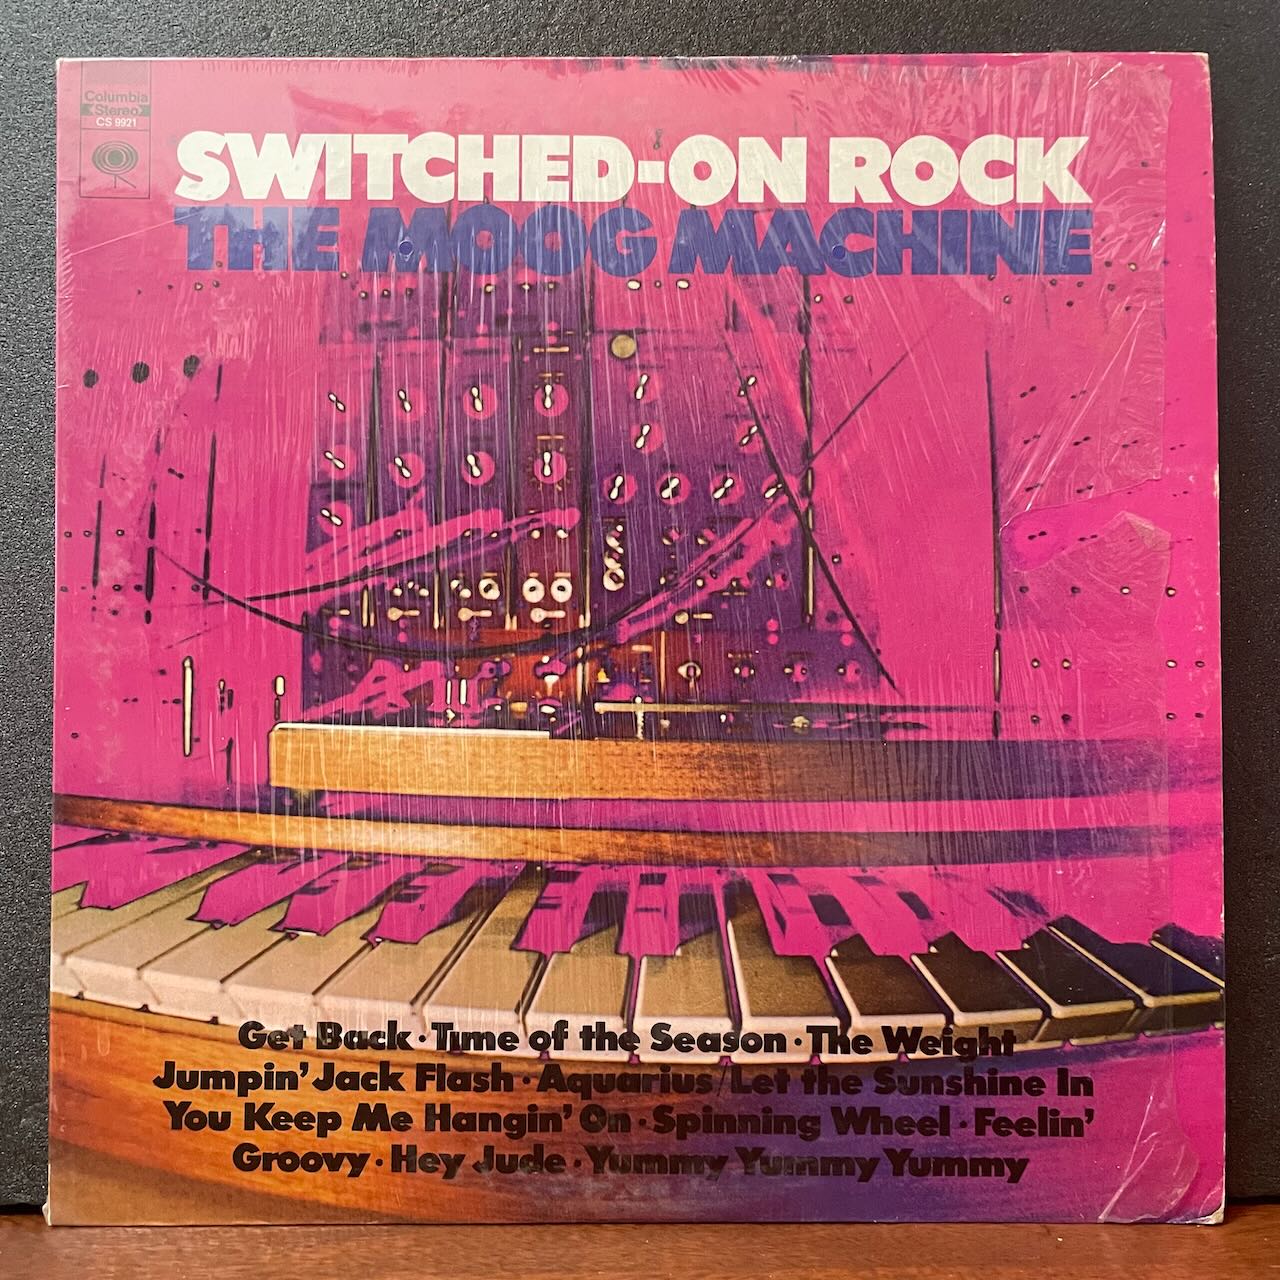 Columbia
Stereo
CS 9921
SWITCHED-ON ROCK
THE MOOG MACHINE
Get Back · Time of the Season · The Weight
Jumpin' Jack Flash · Aquarius/Let the Sunshine In
You Keep Me Hangin' On · Spinning Wheel · Feelin'
Groovy · Hey Jude · Yummy Yummy Yummy